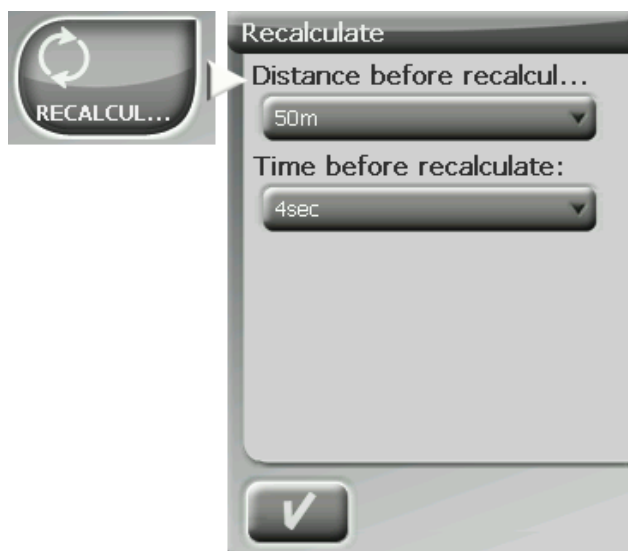 RECALCUL...
Recalculate
Distance before recalcul...
50m
Time before recalculate:
4sec